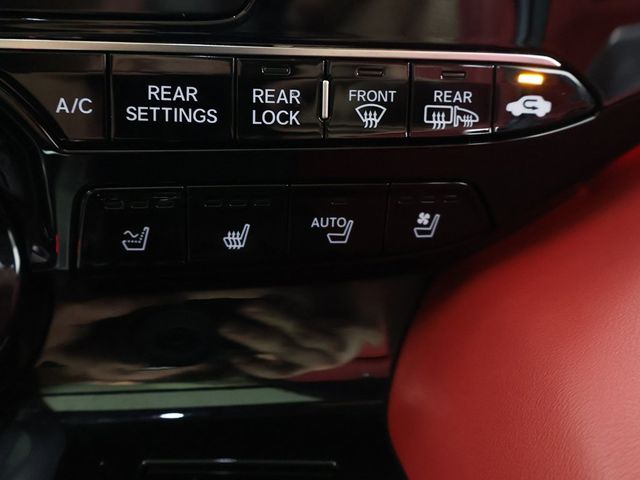 A/C
REAR
SETTINGS
REAR
LOCK
FRONT
REAR
AUTO